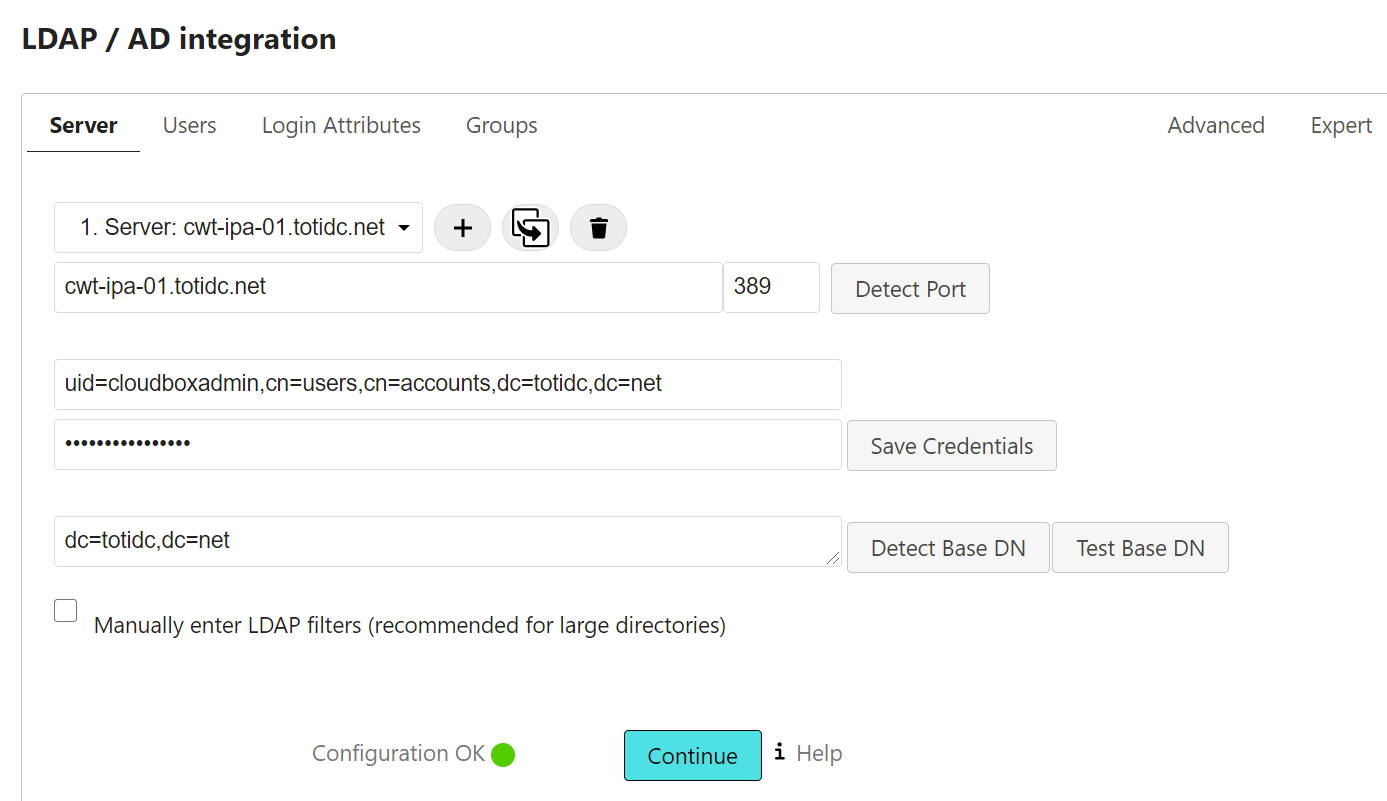 LDAP / AD integration
Server Users Login Attributes Groups Advanced Expert
1. Server: cwt-ipa-01.totidc.net
cwt-ipa-01.totidc.net 389 Detect Port
uid=cloudboxadmin,cn=users,cn=accounts,dc=totidc,dc=net
•••••••••••••••• Save Credentials
dc=totidc,dc=net Detect Base DN Test Base DN
Manually enter LDAP filters (recommended for large directories)
Configuration OK Continue i Help